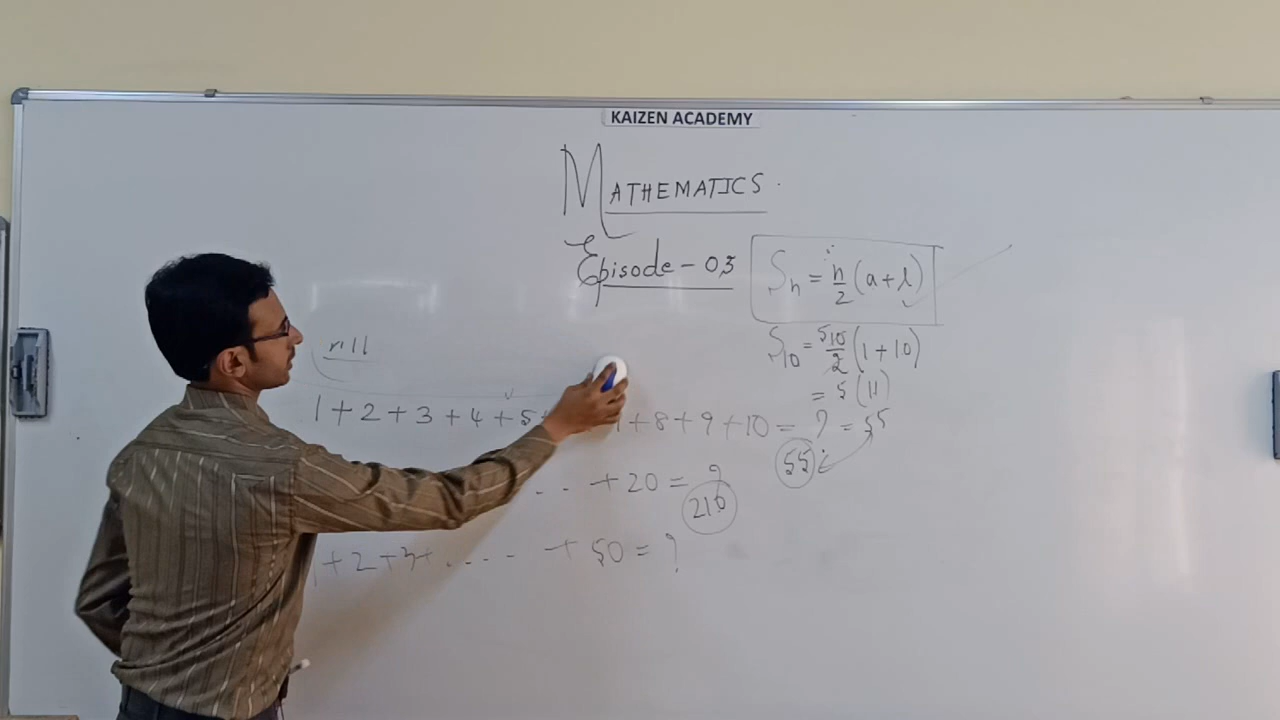 KAIZEN ACADEMY
MATHEMATICS.
Episode - 03
Sn = n/2 (a + l)
S10 = 5 10/2 (1 + 10)
= 5 (11)
1 + 2 + 3 + 4 + 5 + 8 + 9 + 10 = ? = 55
55
... + 20 = ?
210
1 + 2 + 3 + .... - + 50 = ?